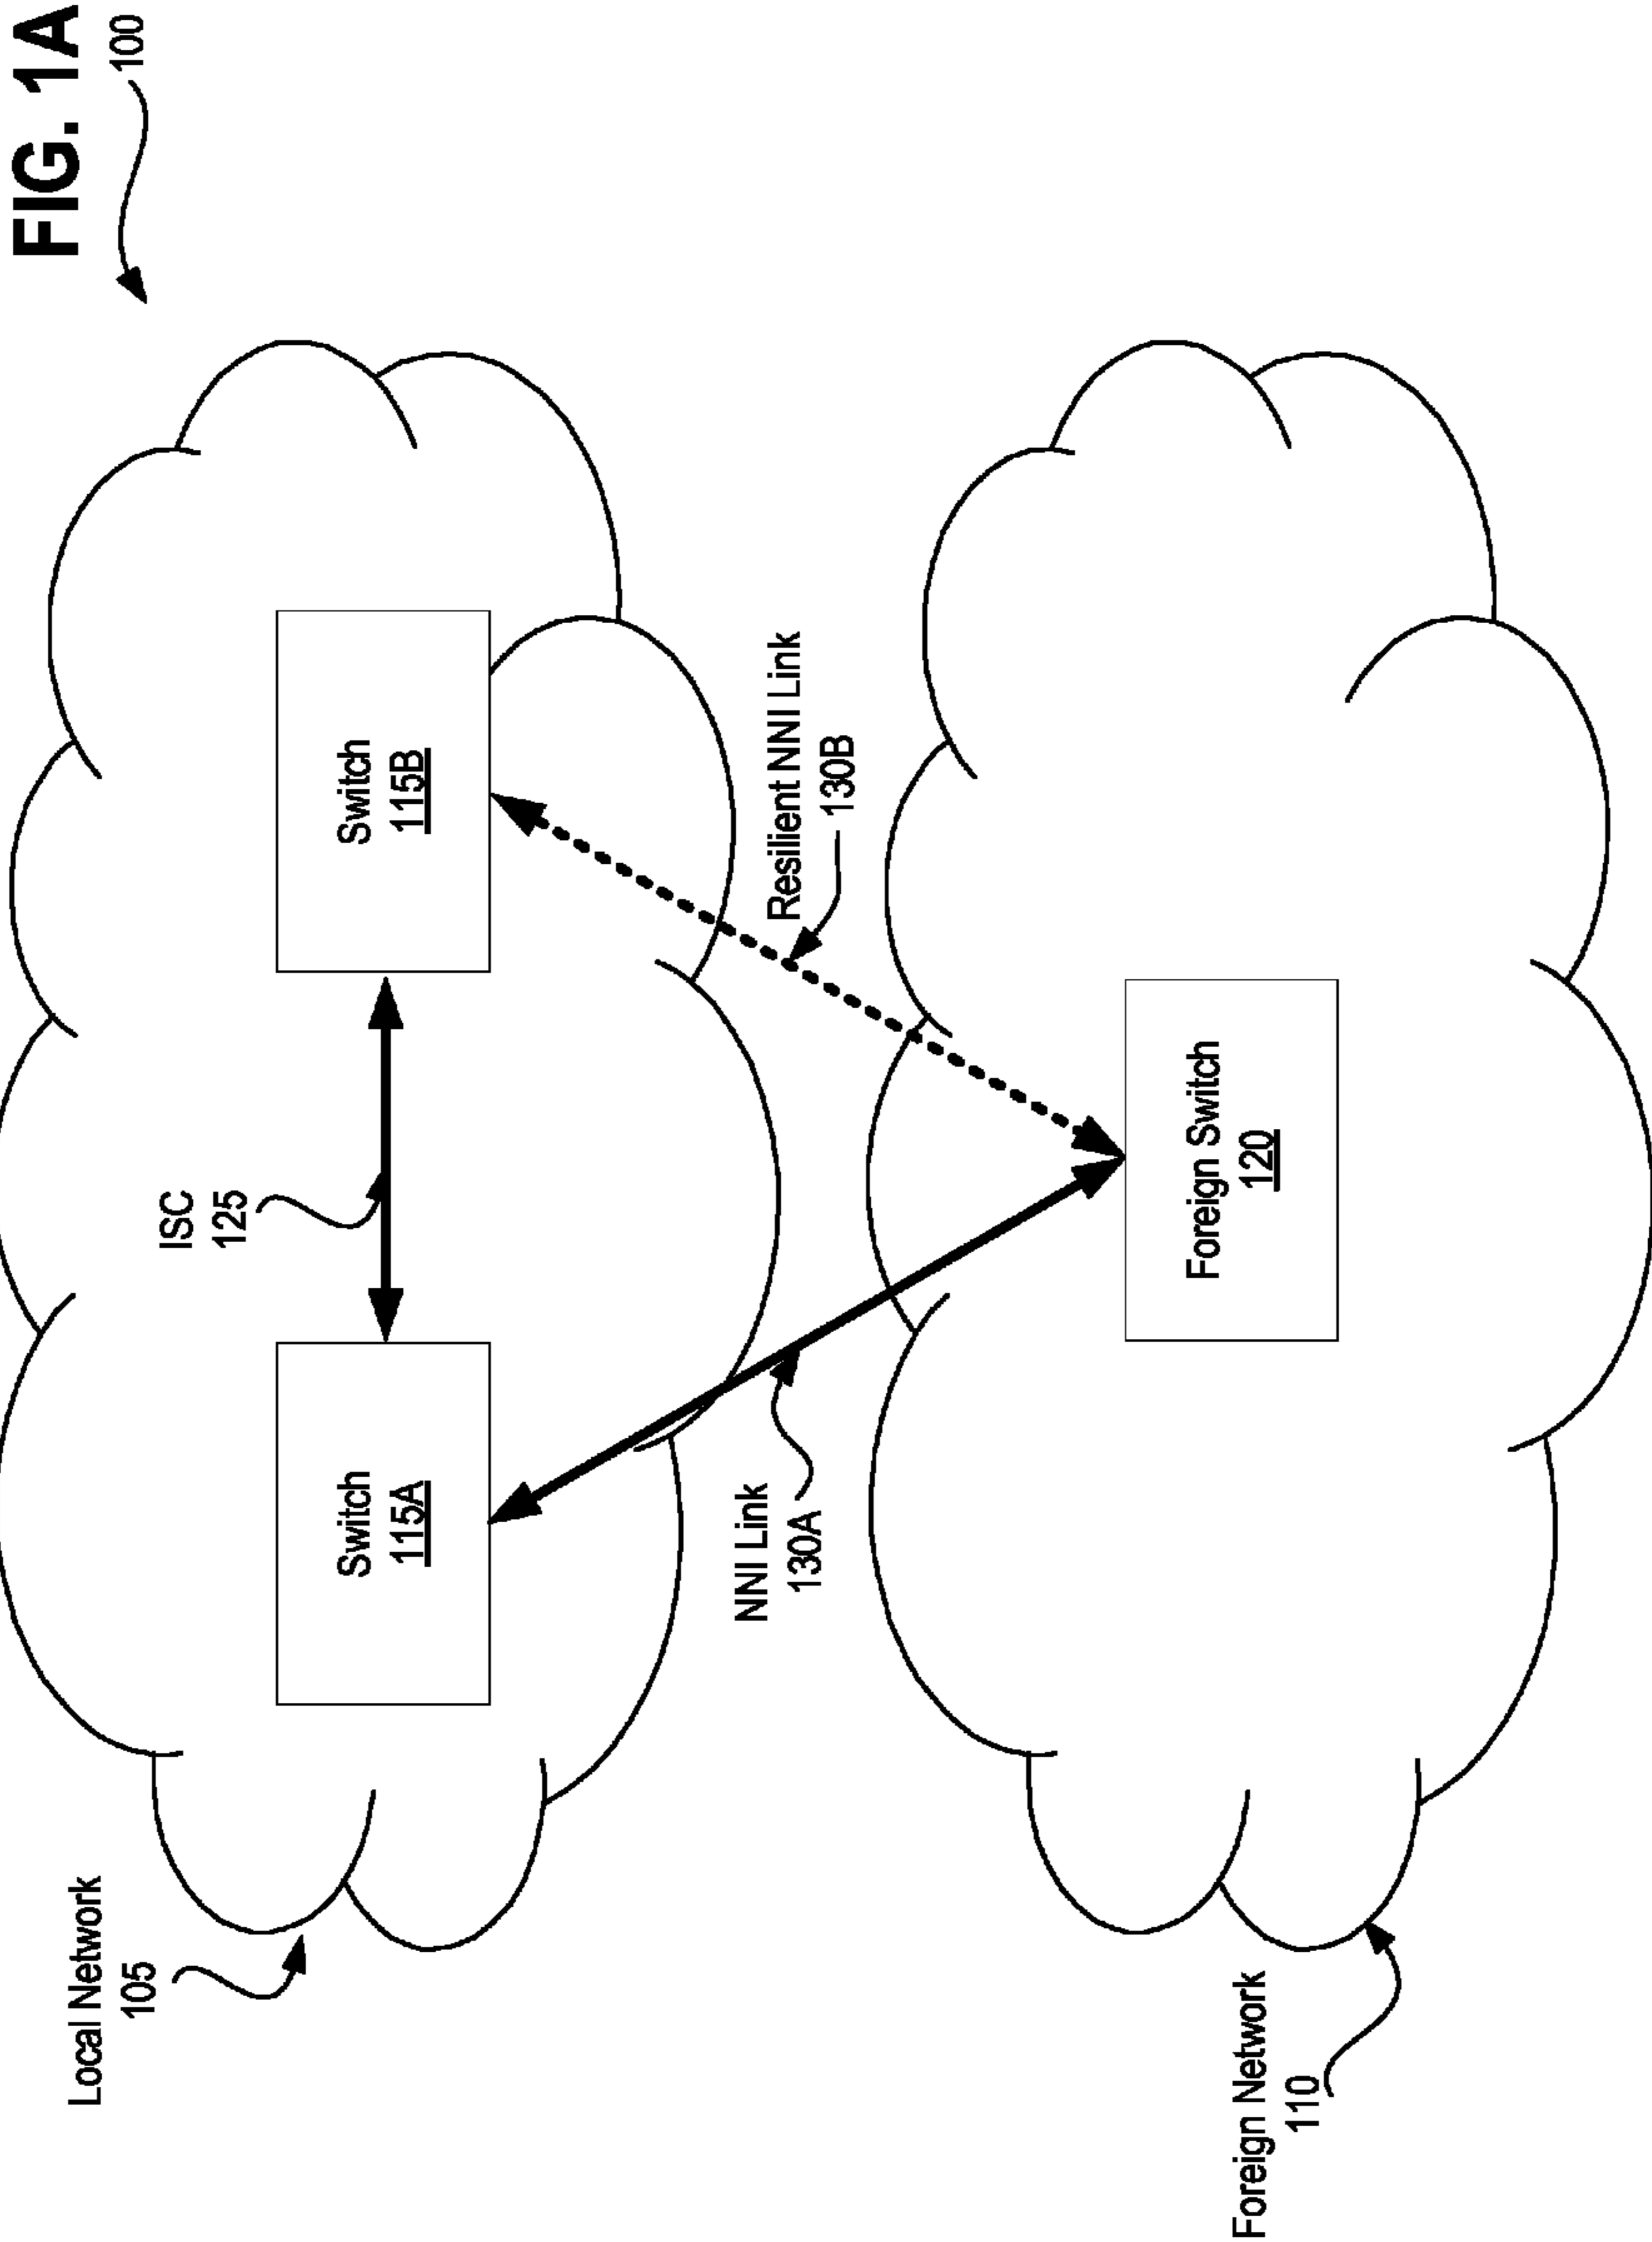 FIG. 1A
100
Local Network
105
ISC
125
Switch
115A
Switch
115B
NNI Link
130A
Resilient NNI Link
130B
Foreign Switch
120
Foreign Network
110